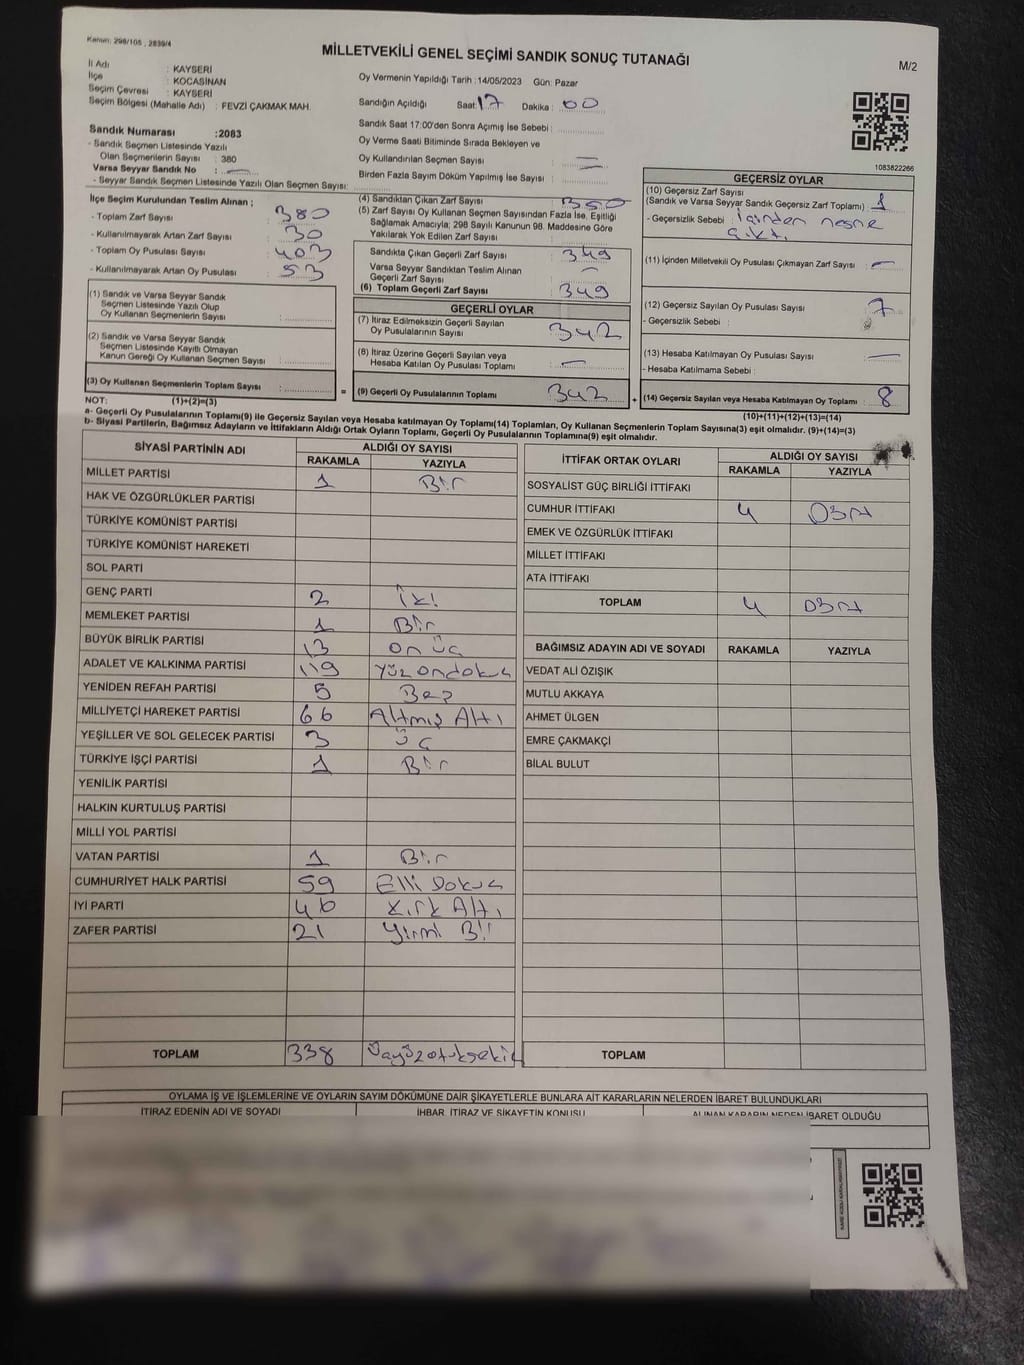 Kanun: 298/105 , 2839/4
MİLLETVEKİLİ GENEL SEÇİMİ SANDIK SONUÇ TUTANAĞI
M/2
İl Adı : KAYSERİ
İlçe : KOCASİNAN
Seçim Çevresi : KAYSERİ
Seçim Bölgesi (Mahalle Adı) : FEVZİ ÇAKMAK MAH.
Sandık Numarası :2083
- Sandık Seçmen Listesinde Yazılı
Olan Seçmenlerin Sayısı : 380
Varsa Seyyar Sandık No : —
- Seyyar Sandık Seçmen Listesinde Yazılı Olan Seçmen Sayısı:
Oy Vermenin Yapıldığı Tarih :14/05/2023 Gün: Pazar
Sandığın Açıldığı Saat: 17 Dakika : 00
Sandık Saat 17:00'den Sonra Açımış İse Sebebi :
Oy Verme Saati Bitiminde Sırada Bekleyen ve
Oy Kullandırılan Seçmen Sayısı : —
Birden Fazla Sayım Döküm Yapılmış İse Sayısı : —
1083822266
İlçe Seçim Kurulundan Teslim Alınan ;
- Toplam Zarf Sayısı : 380
- Kullanılmayarak Artan Zarf Sayısı : 30
- Toplam Oy Pusulası Sayısı : 403
- Kullanılmayarak Artan Oy Pusulası : 53
(1) Sandık ve Varsa Seyyar Sandık
Seçmen Listesinde Yazılı Olup
Oy Kullanan Seçmenlerin Sayısı :
(2) Sandık ve Varsa Seyyar Sandık
Seçmen Listesinde Kayıtlı Olmayan
Kanun Gereği Oy Kullanan Seçmen Sayısı :
(3) Oy Kullanan Seçmenlerin Toplam Sayısı :
(4) Sandıktan Çıkan Zarf Sayısı : 350
(5) Zarf Sayısı Oy Kullanan Seçmen Sayısından Fazla İse, Eşitliği
Sağlamak Amacıyla; 298 Sayılı Kanunun 98. Maddesine Göre
Yakılarak Yok Edilen Zarf Sayısı :
Sandıkta Çıkan Geçerli Zarf Sayısı : 349
Varsa Seyyar Sandıktan Teslim Alınan
Geçerli Zarf Sayısı : —
(6) Toplam Geçerli Zarf Sayısı : 349
GEÇERLİ OYLAR
(7) İtiraz Edilmeksizin Geçerli Sayılan
Oy Pusulalarının Sayısı : 342
(8) İtiraz Üzerine Geçerli Sayılan veya
Hesaba Katılan Oy Pusulası Toplamı : —
=
(9) Geçerli Oy Pusulalarının Toplamı : 342
+
GEÇERSİZ OYLAR
(10) Geçersiz Zarf Sayısı
(Sandık ve Varsa Seyyar Sandık Geçersiz Zarf Toplamı) : 1
- Geçersizlik Sebebi : İçinden nesne
çıktı
(11) İçinden Milletvekili Oy Pusulası Çıkmayan Zarf Sayısı : —
(12) Geçersiz Sayılan Oy Pusulası Sayısı : 7
- Geçersizlik Sebebi :
(13) Hesaba Katılmayan Oy Pusulası Sayısı : —
- Hesaba Katılmama Sebebi :
(14) Geçersiz Sayılan veya Hesaba Katılmayan Oy Toplamı : 8
NOT: (1)+(2)=(3)
(10)+(11)+(12)+(13)=(14)
a- Geçerli Oy Pusulalarının Toplamı(9) ile Geçersiz Sayılan veya Hesaba katılmayan Oy Toplamı(14) Toplamları, Oy Kullanan Seçmenlerin Toplam Sayısına(3) eşit olmalıdır. (9)+(14)=(3)
b- Siyasi Partilerin, Bağımsız Adayların ve İttifakların Aldığı Ortak Oyların Toplamı, Geçerli Oy Pusulalarının Toplamına(9) eşit olmalıdır.
SİYASİ PARTİNİN ADI ALDIĞI OY SAYISI
RAKAMLA YAZIYLA
MİLLET PARTİSİ 1 Bir
HAK VE ÖZGÜRLÜKLER PARTİSİ
TÜRKİYE KOMÜNİST PARTİSİ
TÜRKİYE KOMÜNİST HAREKETİ
SOL PARTİ
GENÇ PARTİ 2 İki
MEMLEKET PARTİSİ 1 Bir
BÜYÜK BİRLİK PARTİSİ 13 on üç
ADALET VE KALKINMA PARTİSİ 119 yüz ondokuz
YENİDEN REFAH PARTİSİ 5 Beş
MİLLİYETÇİ HAREKET PARTİSİ 66 Altmış Altı
YEŞİLLER VE SOL GELECEK PARTİSİ 3 Üç
TÜRKİYE İŞÇİ PARTİSİ 1 Bir
YENİLİK PARTİSİ
HALKIN KURTULUŞ PARTİSİ
MİLLİ YOL PARTİSİ
VATAN PARTİSİ 1 Bir
CUMHURİYET HALK PARTİSİ 59 Elli Dokuz
İYİ PARTİ 46 Kırk Altı
ZAFER PARTİSİ 21 Yirmi Bir
TOPLAM 338 Üçyüzotuzsekiz
İTTİFAK ORTAK OYLARI ALDIĞI OY SAYISI
RAKAMLA YAZIYLA
SOSYALİST GÜÇ BİRLİĞİ İTTİFAKI
CUMHUR İTTİFAKI 4 Dört
EMEK VE ÖZGÜRLÜK İTTİFAKI
MİLLET İTTİFAKI
ATA İTTİFAKI
TOPLAM 4 Dört
BAĞIMSIZ ADAYIN ADI VE SOYADI RAKAMLA YAZIYLA
VEDAT ALİ ÖZIŞIK
MUTLU AKKAYA
AHMET ÜLGEN
EMRE ÇAKMAKÇİ
BİLAL BULUT
TOPLAM
OYLAMA İŞ VE İŞLEMLERİNE VE OYLARIN SAYIM DÖKÜMÜNE DAİR ŞİKAYETLERLE BUNLARA AİT KARARLARIN NELERDEN İBARET BULUNDUKLARI
İTİRAZ EDENİN ADI VE SOYADI İHBAR, İTİRAZ VE ŞİKAYETİN KONUSU ALINAN KARARIN NEDEN İBARET OLDUĞU